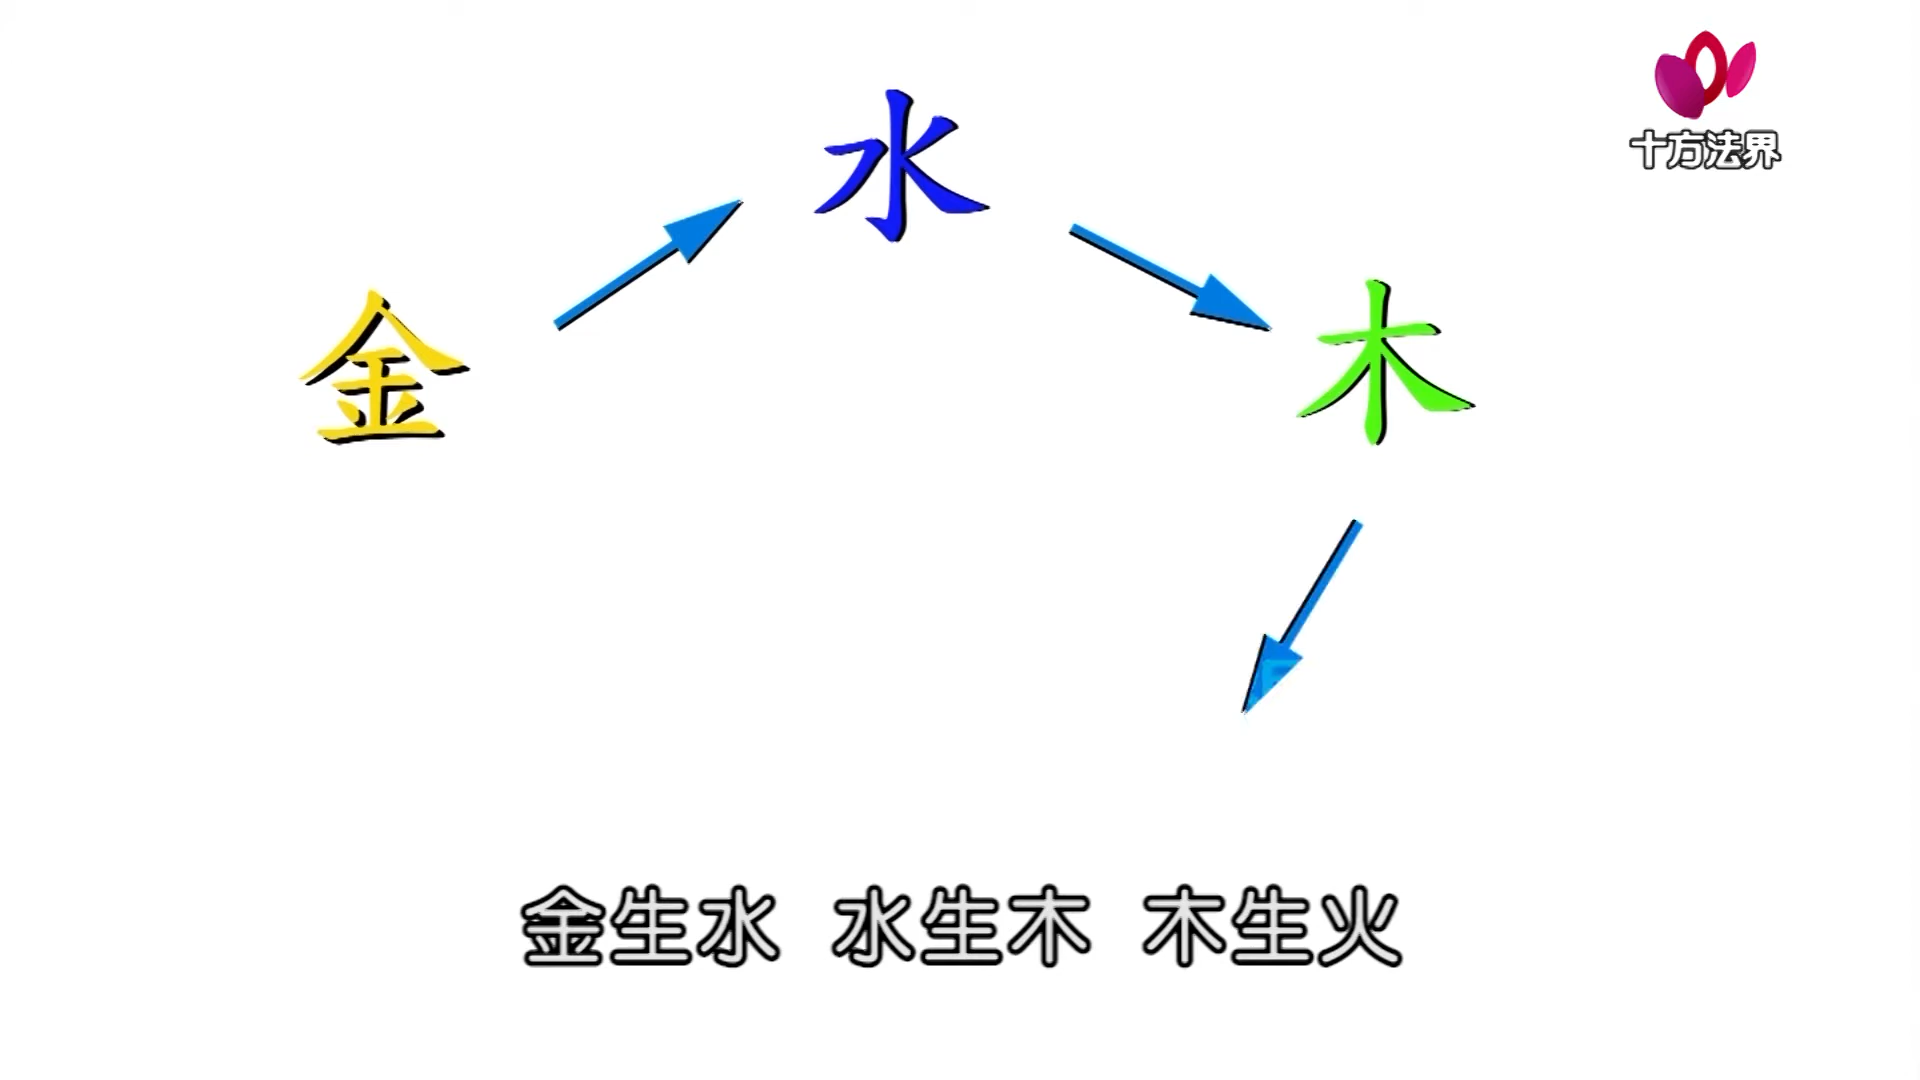 十方法界
水
金
木
金生水 水生木 木生火